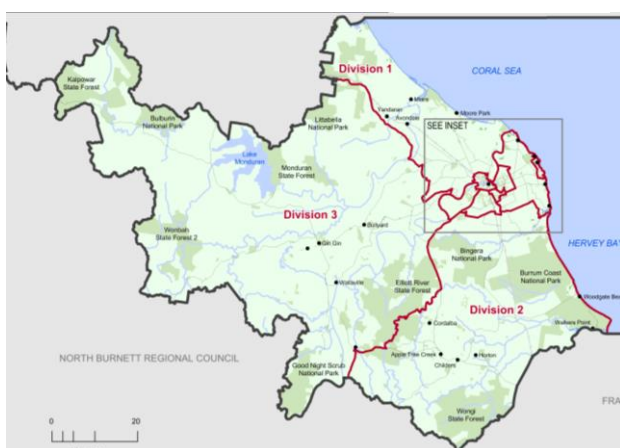 CORAL SEA
Division 1
Kalpowar
State Forest
Miara
Yandaran
Avondale
Moore Park
Littabella
National Park
SEE INSET
Bulburin
National Park
Lake
Monduran
Monduran
State Forest
Division 3
Bullyard
Gin Gin
HERVEY BAY
Wonbah
State Forest 2
Bingera
National Park
Burrum Coast
National Park
Wallaville
Elliott River
State Forest
Woodgate Bea
Division 2
Walkers Point
Cordalba
NORTH BURNETT REGIONAL COUNCIL
Apple Tree Creek
Horton
Childers
Good Night Scrub
National Park
FRA
Wongi
State Forest
0
20